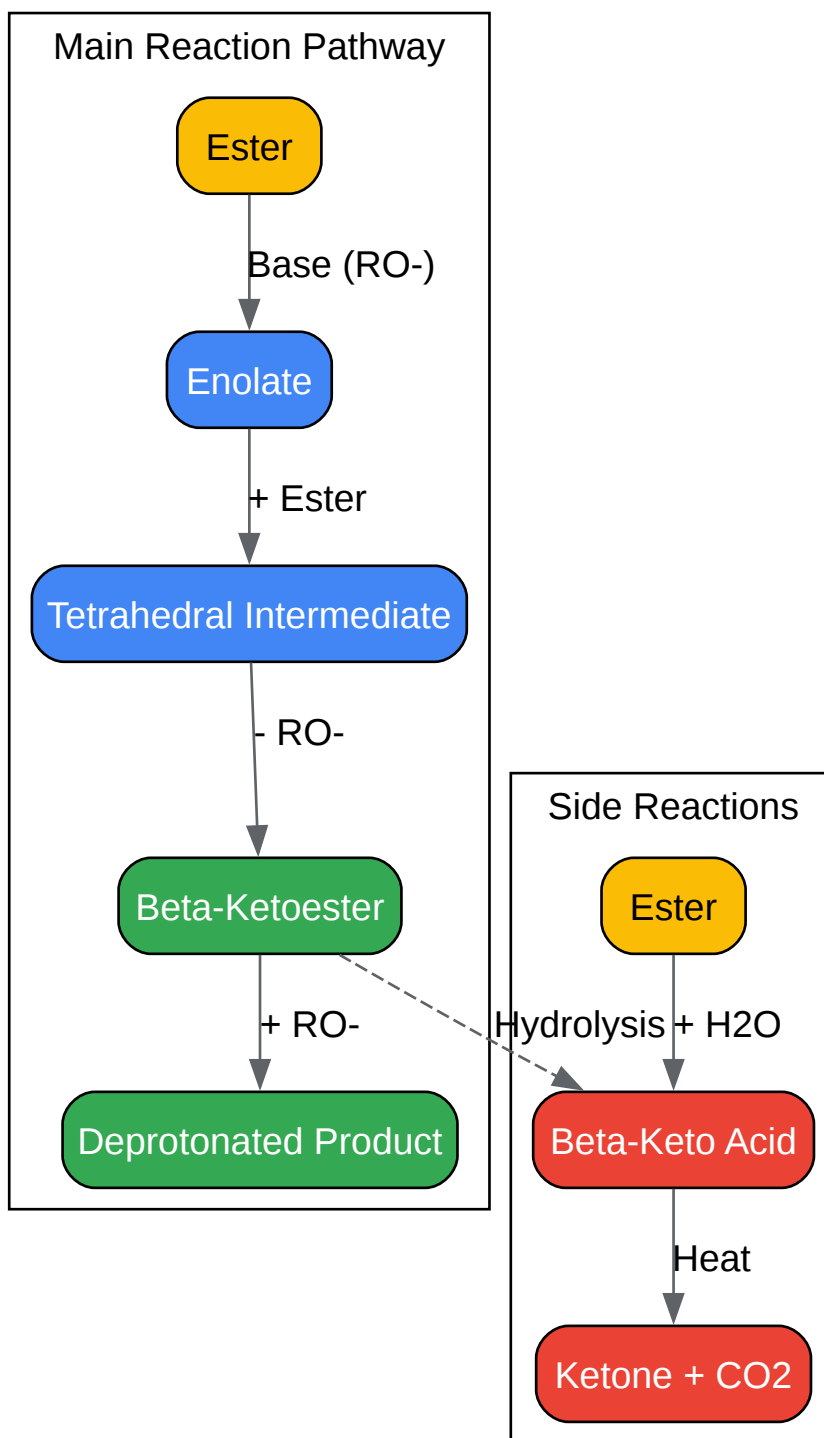 Main Reaction Pathway
Ester
Base (RO-)
Enolate
+ Ester
Tetrahedral Intermediate
- RO-
Beta-Ketoester
+ RO-
Deprotonated Product
Side Reactions
Ester
Hydrolysis
+ H2O
Beta-Keto Acid
Heat
Ketone + CO2